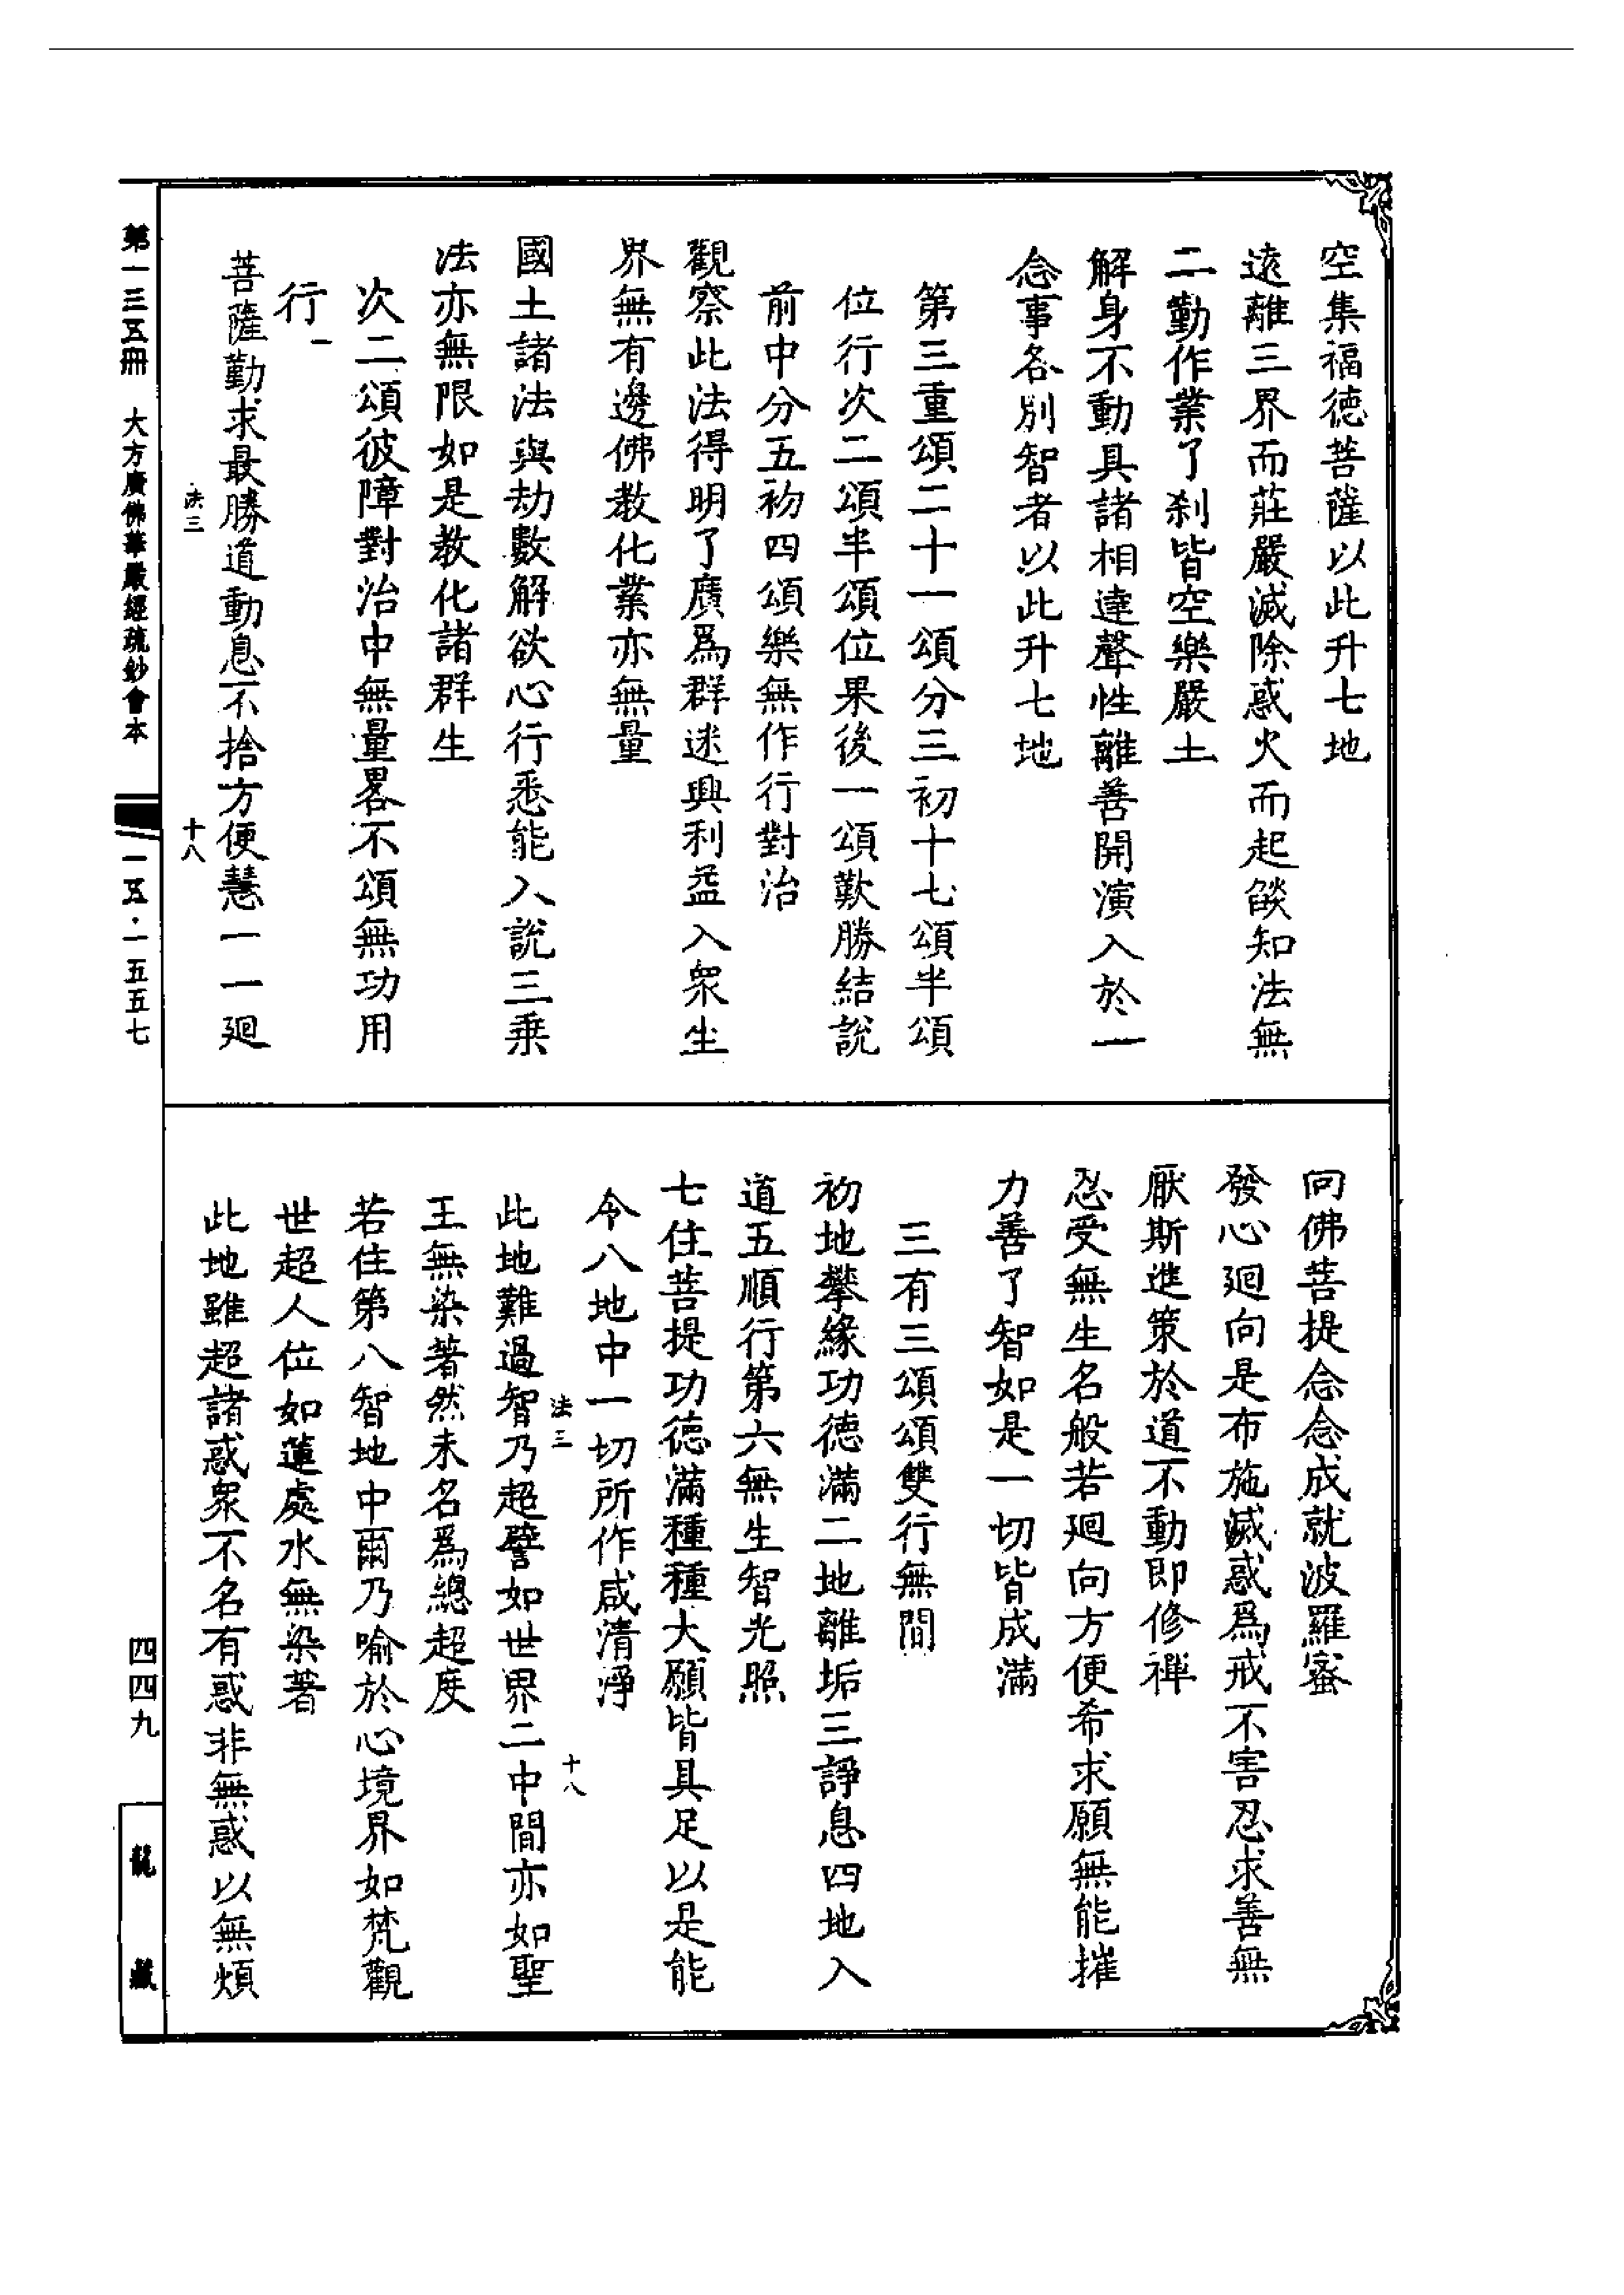 空集福德菩薩以此升七地
遠離三界而莊嚴滅除惑火而起燄知法無
二勤作業了刹皆空樂嚴土
解身不動具諸相達聲性離善開演入於一
念事各別智者以此升七地
第三重頌二十一頌分三初十七頌半頌
位行次二頌半頌位果後一頌歎勝結說
前中分五初四頌樂無作行對治
觀察此法得明了廣爲群迷興利益入衆生
界無有邊佛教化業亦無量
國土諸法與劫數解欲心行悉能入說三乗
法亦無限如是教化諸群生
次二頌彼障對治中無量畧不頌無功用
行
菩薩勤求最勝道動息不捨方便慧一一廻
法三 十八
向佛菩提念念成就波羅蜜
發心廻向是布施滅惑爲戒不害忍求善無
厭斯進策於道不動即修禪
忍受無生名般若廻向方便希求願無能摧
力善了智如是一切皆成滿
三有三頌頌雙行無間
初地攀緣功德滿二地離垢三諍息四地入
道五順行第六無生智光照
七住菩提功德滿種種大願皆具足以是能
令八地中一切所作咸清淨
法三 十八
此地難過智乃超譬如世界二中間亦如聖
王無染著然未名爲總超度
若住第八智地中爾乃喻於心境界如梵觀
世超人位如蓮處水無染著
此地雖超諸惑衆不名有惑非無惑以無煩
第一三五冊 大方廣佛華嚴經疏鈔會本 一五·一五五七
四四九 龍藏